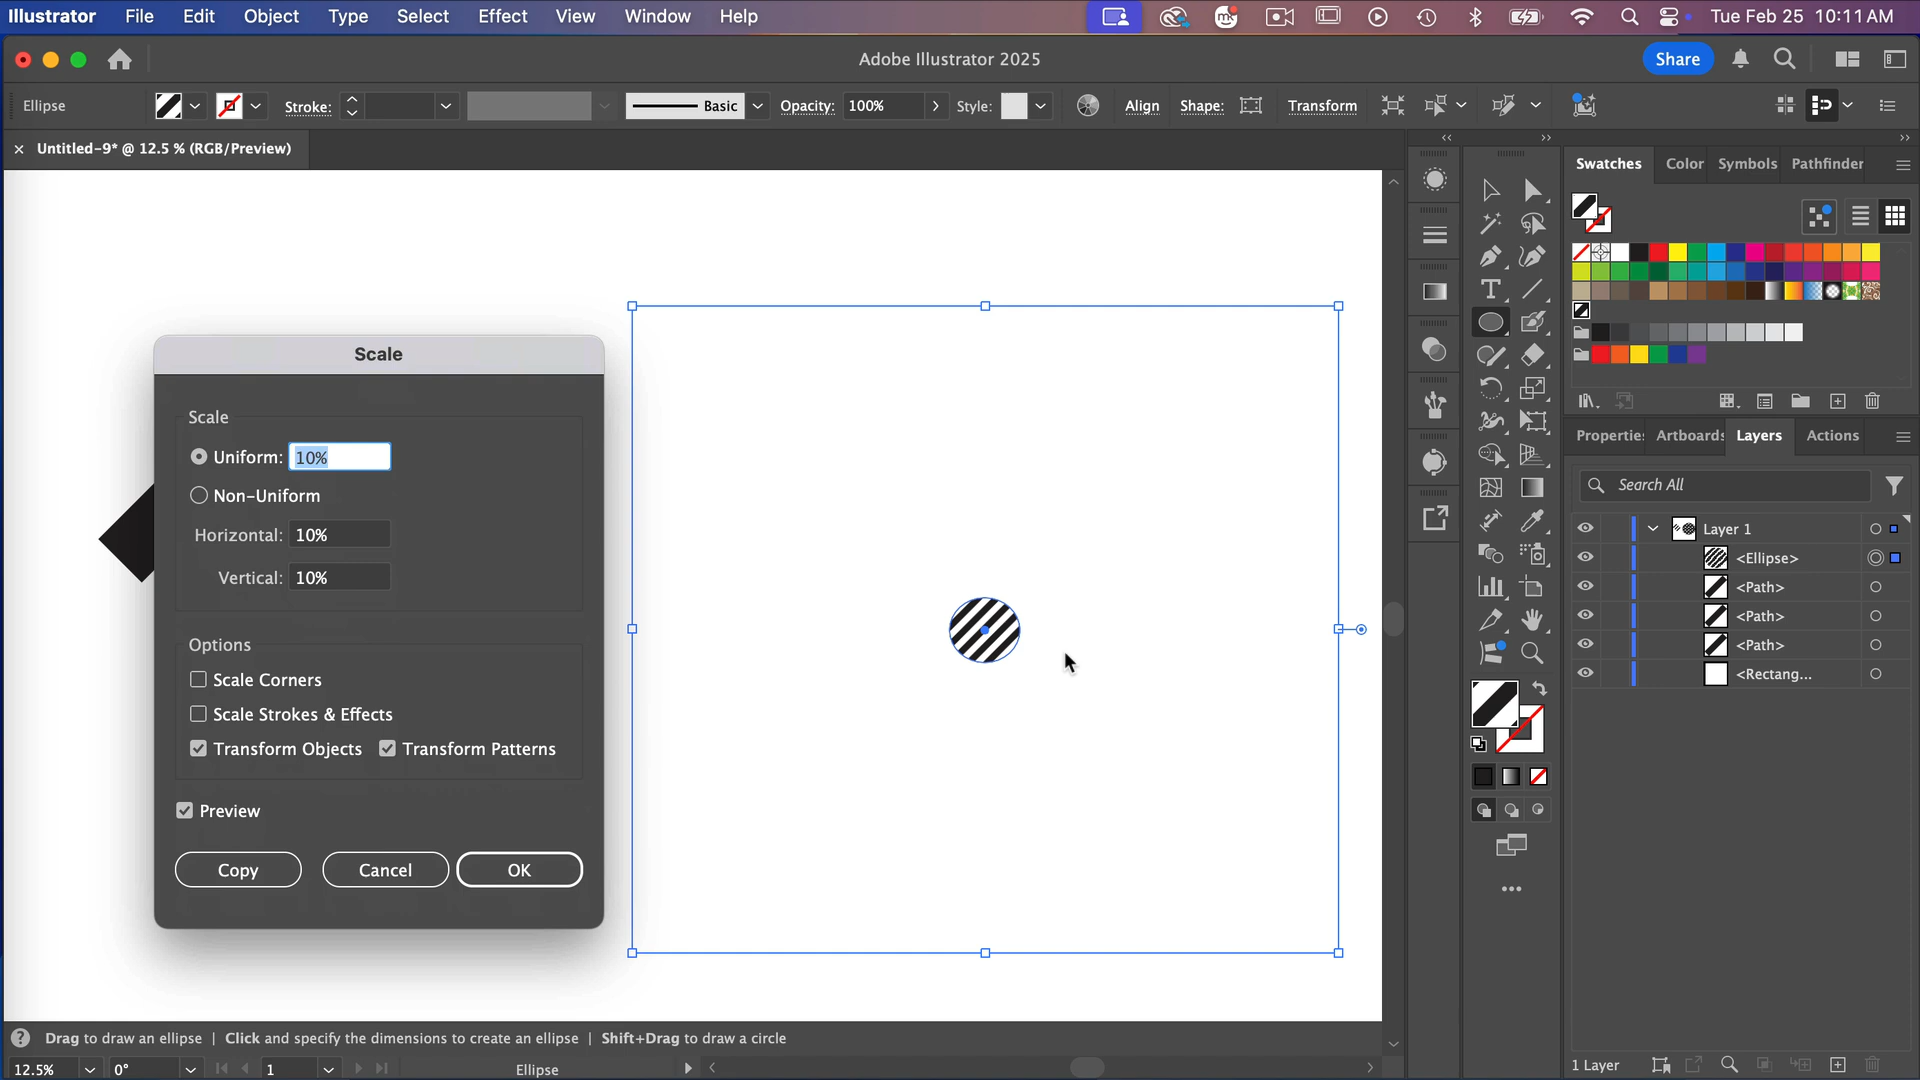 Illustrator File Edit Object Type Select Effect View Window Help Tue Feb 25 10:11 AM
Adobe Illustrator 2025 Share
Ellipse Stroke: Basic Opacity: 100% Style: Align Shape: Transform
× Untitled-9* @ 12.5 % (RGB/Preview)
Swatches Color Symbols Pathfinder
Scale
Scale
Uniform: 10%
Non-Uniform
Horizontal: 10%
Vertical: 10%
Options
Scale Corners
Scale Strokes & Effects
Transform Objects Transform Patterns
Preview
Copy Cancel OK
Propertie: Artboards Layers Actions
Search All
Layer 1
<Ellipse>
<Path>
<Path>
<Path>
<Rectang...
Drag to draw an ellipse | Click and specify the dimensions to create an ellipse | Shift+Drag to draw a circle
12.5% 0° 1 Ellipse
1 Layer